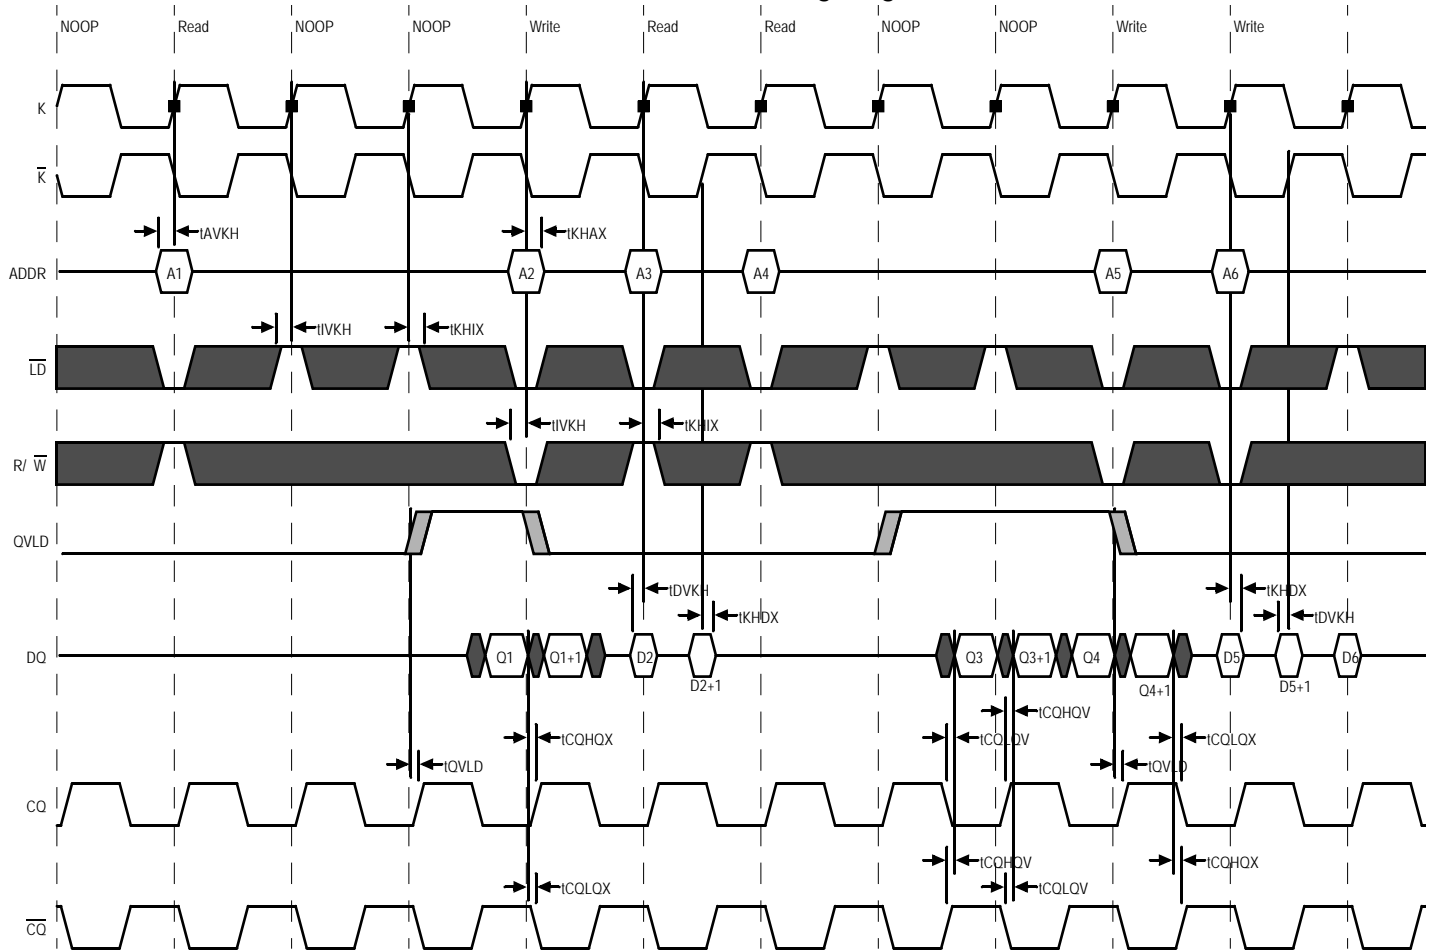 NOOP Read NOOP NOOP Write Read Read NOOP NOOP Write Write
K
K
tAVKH tKHAX
ADDR A1 A2 A3 A4 A5 A6
tIVKH tKHIX
LD
tIVKH tKHIX
R/ W
QVLD
tDVKH tKHDX
tKHDX tDVKH
DQ Q1 Q1+1 D2 Q3 Q3+1 Q4 D5 D6
D2+1 Q4+1 D5+1
tCQHQV
tCQHQX tCQLQV tCQLQX
tQVLD tQVLD
CQ
tCQHQV tCQHQX
tCQLQX tCQLQV
CQ